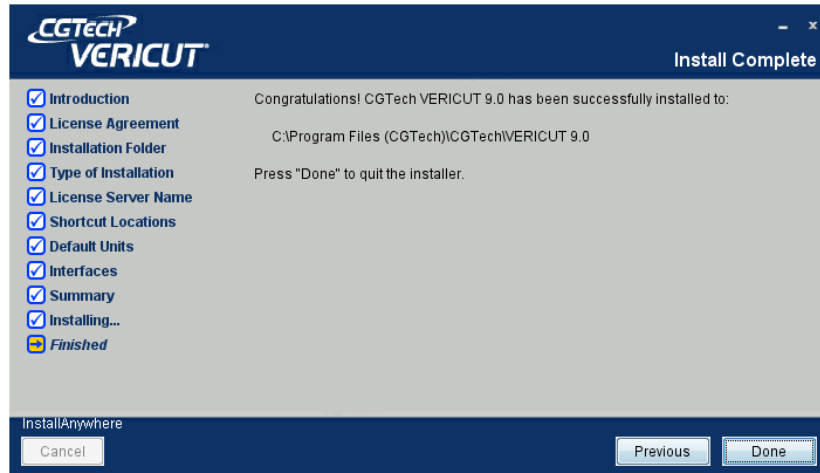 CGTECH
VERICUT
Install Complete
Introduction
License Agreement
Installation Folder
Type of Installation
License Server Name
Shortcut Locations
Default Units
Interfaces
Summary
Installing...
Finished
Congratulations! CGTech VERICUT 9.0 has been successfully installed to:
C:\Program Files (CGTech)\CGTech\VERICUT 9.0
Press "Done" to quit the installer.
InstallAnywhere
Cancel
Previous
Done